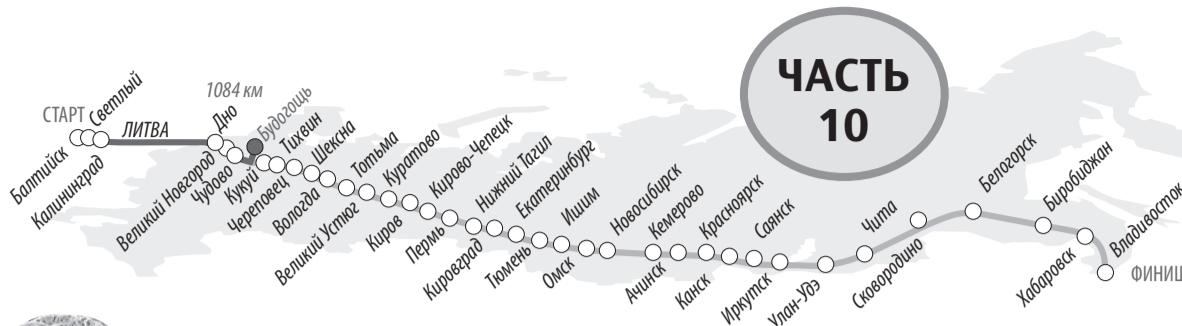 ЧАСТЬ
10
СТАРТ
Балтийск
Светлый
Калининград
ЛИТВА
1084 км
Дно
Великий Новгород
Чудово
Будогощь
Кукуй
Тихвин
Череповец
Шексна
Вологда
Тотьма
Великий Устюг
Куратово
Киров
Кирово-Чепецк
Пермь
Нижний Тагил
Кировград
Екатеринбург
Тюмень
Ишим
Омск
Новосибирск
Ачинск
Кемерово
Канск
Красноярск
Иркутск
Саянск
Улан-Удэ
Чита
Сковородино
Белогорск
Хабаровск
Биробиджан
Владивосток
ФИНИШ